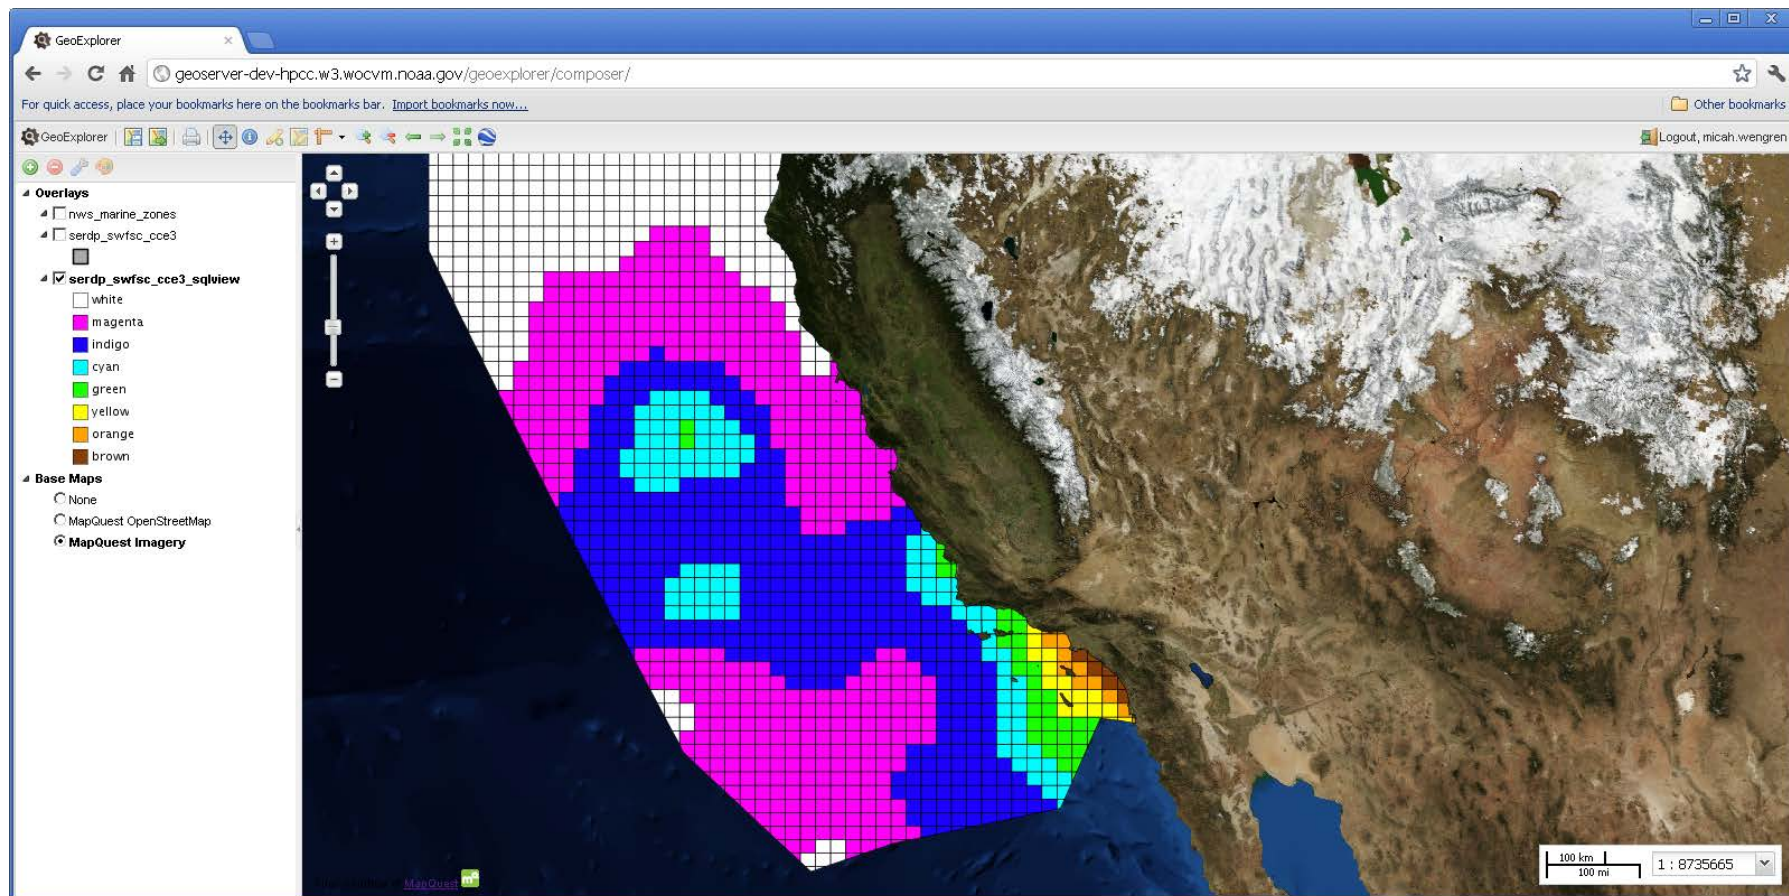 GeoExplorer
geoserver-dev-hpcc.w3.wocvm.noaa.gov/geoexplorer/composer/
For quick access, place your bookmarks here on the bookmarks bar. Import bookmarks now...
Other bookmarks
GeoExplorer
Logout, micah.wengren
Overlays
nws_marine_zones
serdp_swfsc_cce3
serdp_swfsc_cce3_sqlview
white
magenta
indigo
cyan
green
yellow
orange
brown
Base Maps
None
MapQuest OpenStreetMap
MapQuest Imagery
MapQuest
100 km
100 mi
1 : 8735665